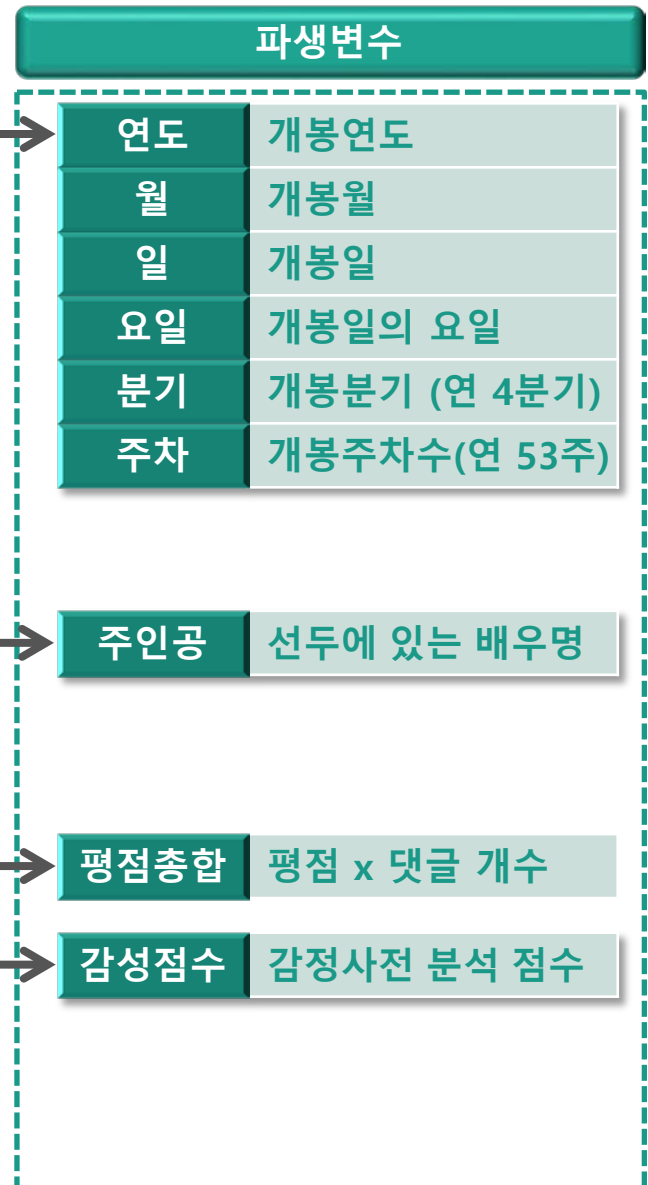 파생변수
연도 개봉연도
월 개봉월
일 개봉일
요일 개봉일의 요일
분기 개봉분기 (연 4분기)
주차 개봉주차수(연 53주)
주인공 선두에 있는 배우명
평점총합 평점 x 댓글 개수
감성점수 감정사전 분석 점수